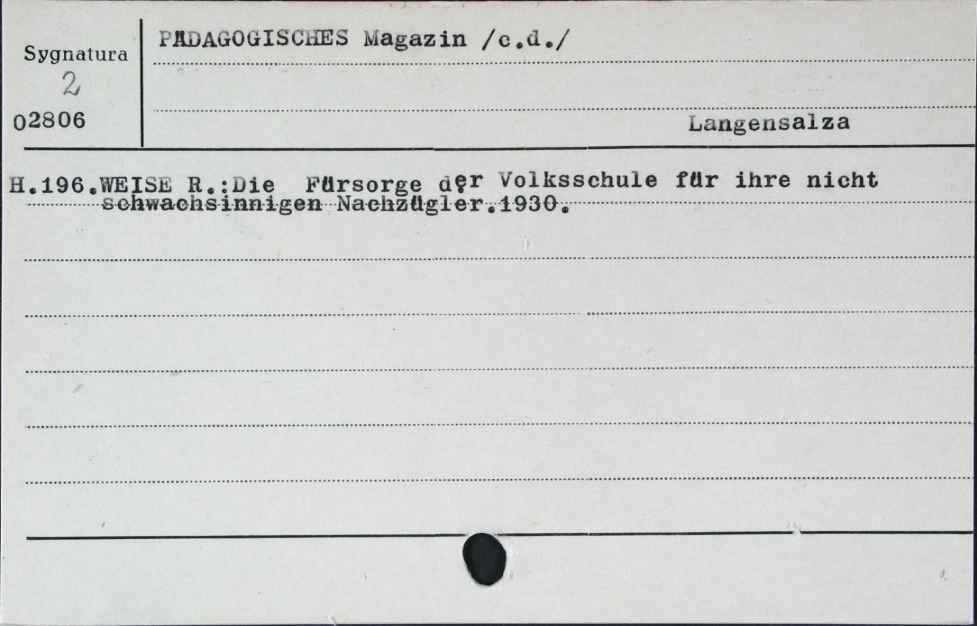 Sygnatura
2
02806
PÄDAGOGISCHES Magazin /c.d./
Langensalza
H.196.WEISE R.:Die Fürsorge der Volksschule für ihre nicht
schwachsinnigen Nachzügler.1930.